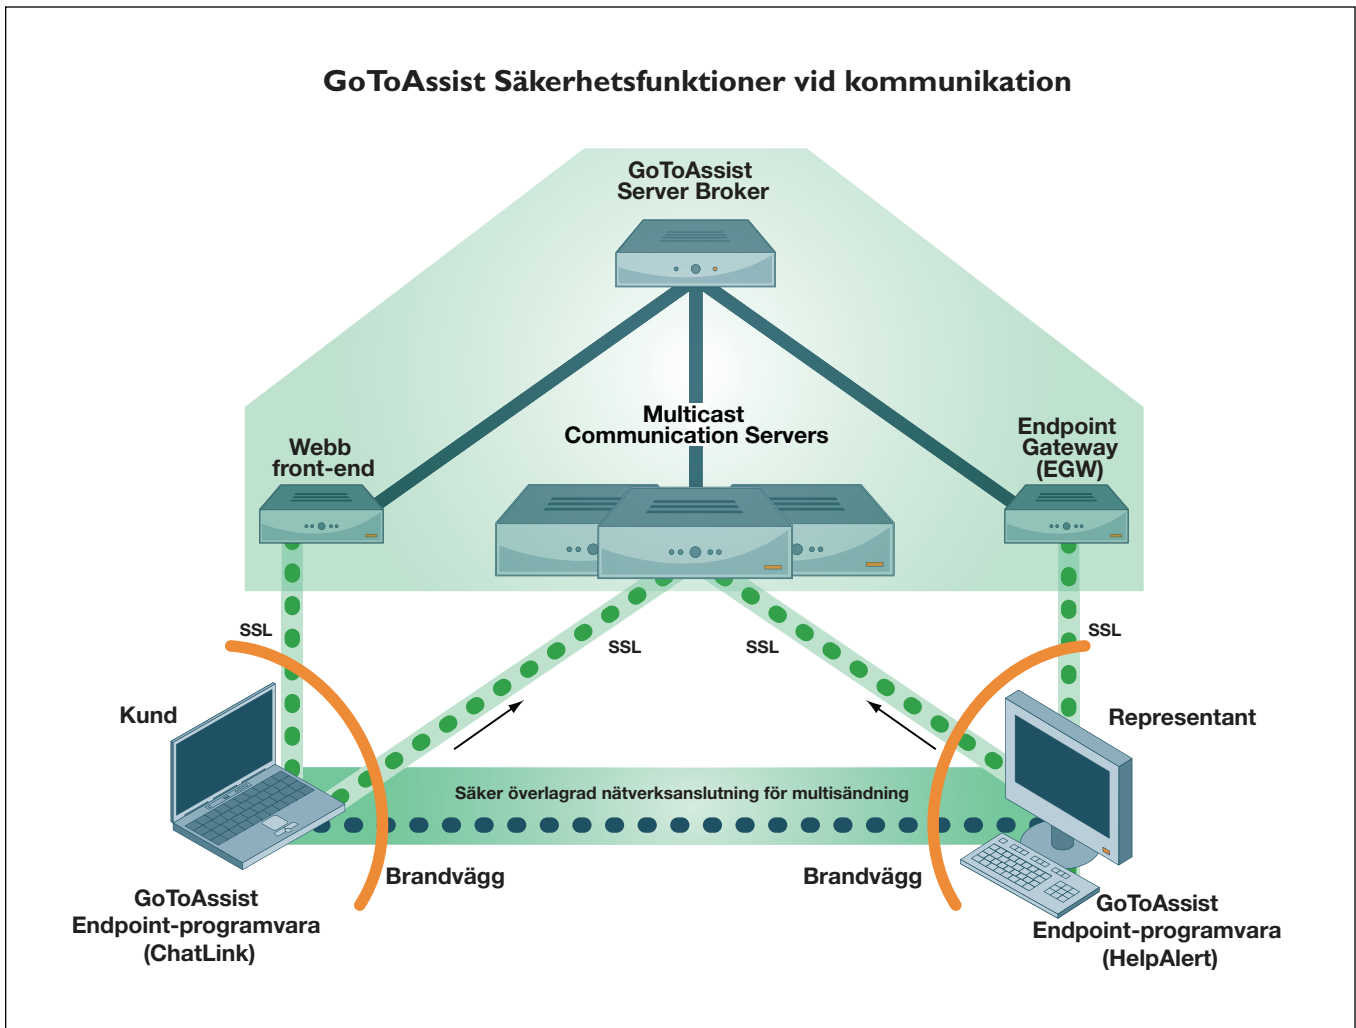 GoToAssist Säkerhetsfunktioner vid kommunikation
GoToAssist
Server Broker
Multicast
Communication Servers
Webb
front-end
Endpoint
Gateway
(EGW)
SSL
SSL
SSL
SSL
Kund
Representant
Säker överlagrad nätverksanslutning för multisändning
Brandvägg
Brandvägg
GoToAssist
Endpoint-programvara
(ChatLink)
GoToAssist
Endpoint-programvara
(HelpAlert)